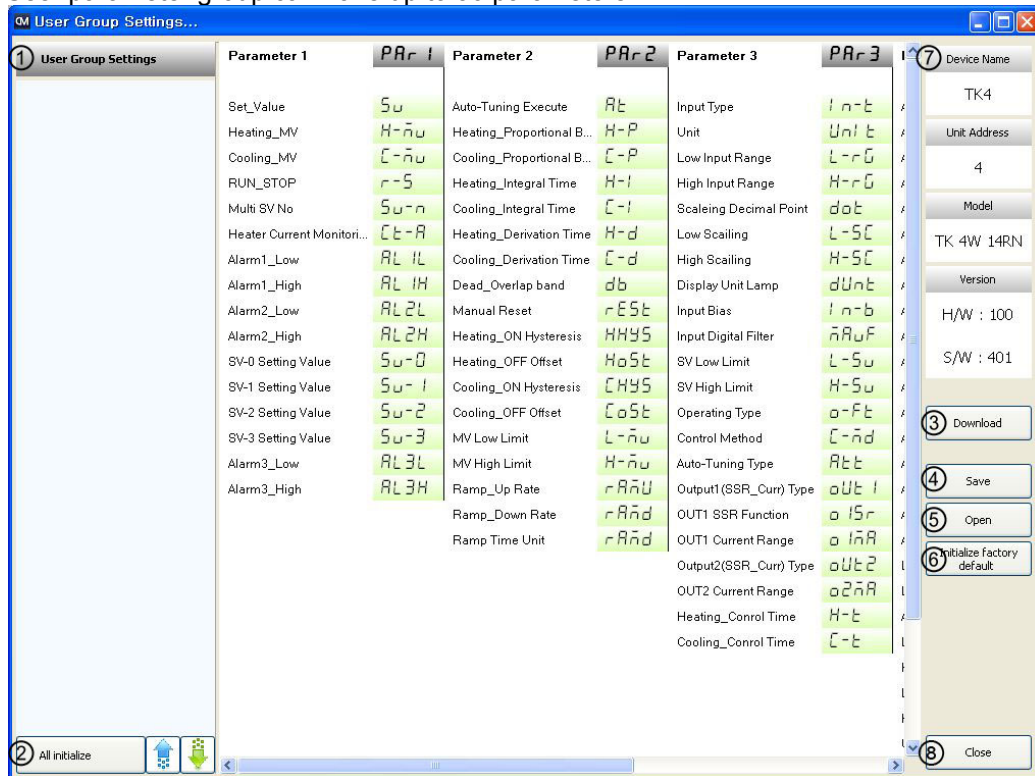 User Group Settings...
① User Group Settings
Parameter 1 PAr1 Parameter 2 PAr2 Parameter 3 PAr3
Set_Value Su Auto-Tuning Execute At Input Type In-t
Heating_MV H-Mu Heating_Proportional B... H-P Unit UnIt
Cooling_MV C-Mu Cooling_Proportional B... C-P Low Input Range L-rG
RUN_STOP r-S Heating_Integral Time H-I High Input Range H-rG
Multi SV No Su-n Cooling_Integral Time C-I Scaleing Decimal Point dot
Heater Current Monitori... Ct-A Heating_Derivation Time H-d Low Scailing L-SC
Alarm1_Low AL1L Cooling_Derivation Time C-d High Scailing H-SC
Alarm1_High AL1H Dead_Overlap band db Display Unit Lamp dUnt
Alarm2_Low AL2L Manual Reset rESt Input Bias In-b
Alarm2_High AL2H Heating_ON Hysteresis HHYS Input Digital Filter MAuF
SV-0 Setting Value Su-0 Heating_OFF Offset HoSt SV Low Limit L-Su
SV-1 Setting Value Su-1 Cooling_ON Hysteresis CHYS SV High Limit H-Su
SV-2 Setting Value Su-2 Cooling_OFF Offset CoSt Operating Type o-Ft
SV-3 Setting Value Su-3 MV Low Limit L-Mu Control Method C-Md
Alarm3_Low AL3L MV High Limit H-Mu Auto-Tuning Type Att
Alarm3_High AL3H Ramp_Up Rate rAMU Output1(SSR_Curr) Type oUt1
Ramp_Down Rate rAMd OUT1 SSR Function o1Sr
Ramp Time Unit rAMd OUT1 Current Range o1MA
Output2(SSR_Curr) Type oUt2
OUT2 Current Range o2MA
Heating_Conrol Time H-t
Cooling_Conrol Time C-t
② All initialize
⑦ Device Name
TK4
Unit Address
4
Model
TK 4W 14RN
Version
H/W : 100
S/W : 401
③ Download
④ Save
⑤ Open
⑥ Initialize factory
default
⑧ Close